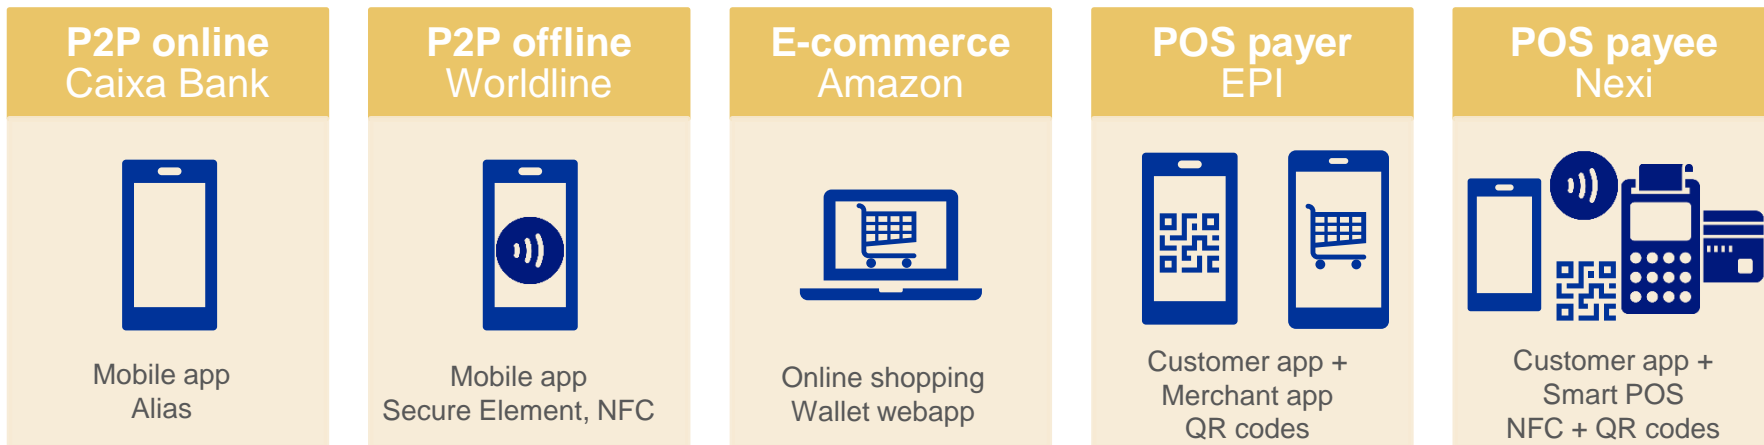 P2P online
Caixa Bank
Mobile app
Alias
P2P offline
Worldline
Mobile app
Secure Element, NFC
E-commerce
Amazon
Online shopping
Wallet webapp
POS payer
EPI
Customer app +
Merchant app
QR codes
POS payee
Nexi
Customer app +
Smart POS
NFC + QR codes